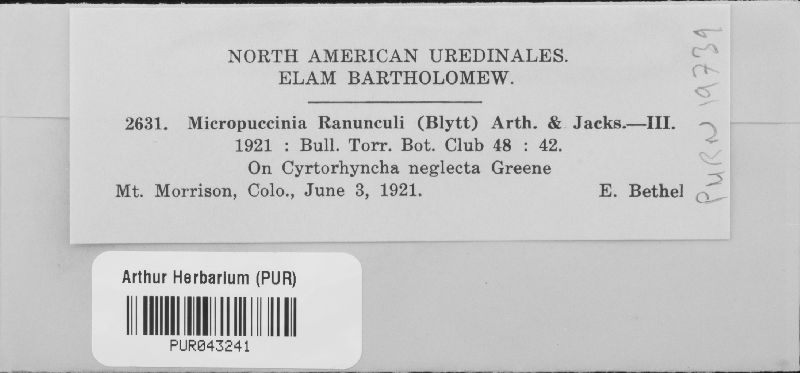 NORTH AMERICAN UREDINALES.
ELAM BARTHOLOMEW.
2631. Micropuccinia Ranunculi (Blytt) Arth. & Jacks.—III.
1921 : Bull. Torr. Bot. Club 48 : 42.
On Cyrtorhyncha neglecta Greene
Mt. Morrison, Colo., June 3, 1921. E. Bethel
PURN 19739
Arthur Herbarium (PUR)
PUR043241